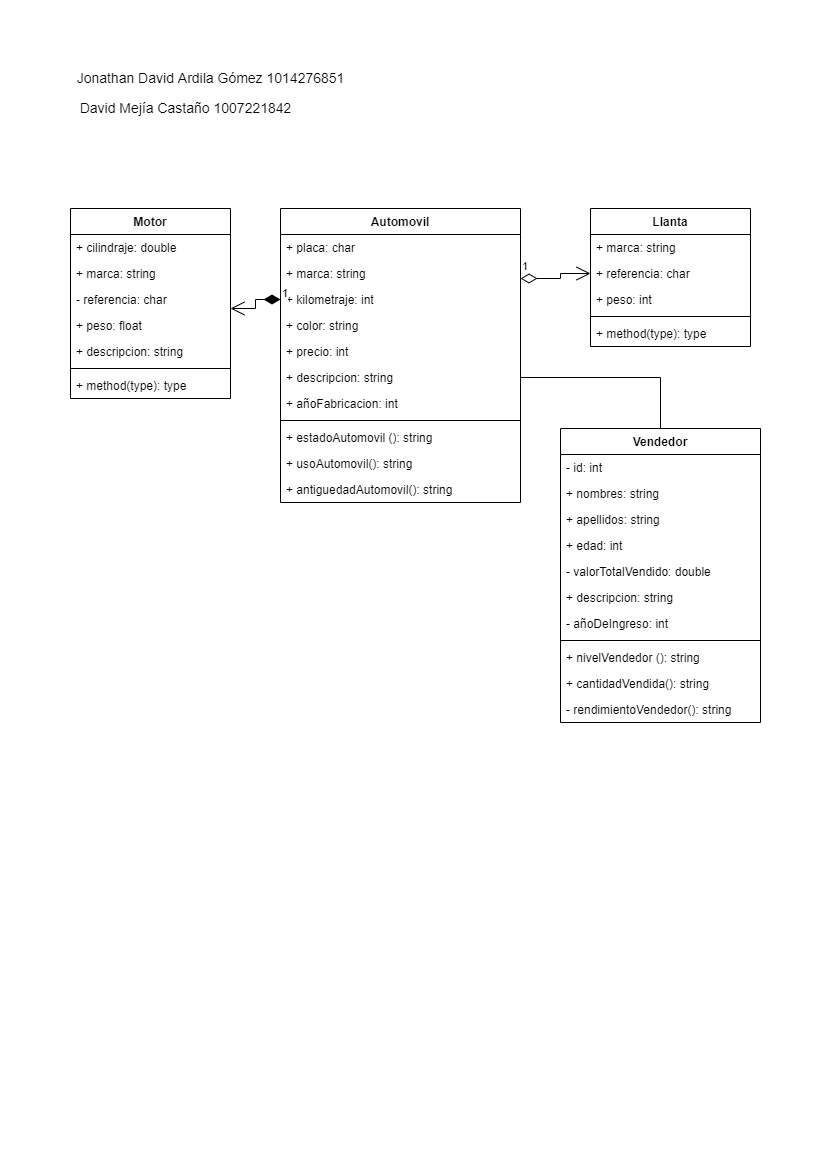 Jonathan David Ardila Gómez 1014276851
David Mejía Castaño 1007221842
Motor
+ cilindraje: double
+ marca: string
- referencia: char
+ peso: float
+ descripcion: string
+ method(type): type
1
Automovil
+ placa: char
+ marca: string
+ kilometraje: int
+ color: string
+ precio: int
+ descripcion: string
+ añoFabricacion: int
+ estadoAutomovil (): string
+ usoAutomovil(): string
+ antiguedadAutomovil(): string
1
Llanta
+ marca: string
+ referencia: char
+ peso: int
+ method(type): type
Vendedor
- id: int
+ nombres: string
+ apellidos: string
+ edad: int
- valorTotalVendido: double
+ descripcion: string
- añoDeIngreso: int
+ nivelVendedor (): string
+ cantidadVendida(): string
- rendimientoVendedor(): string